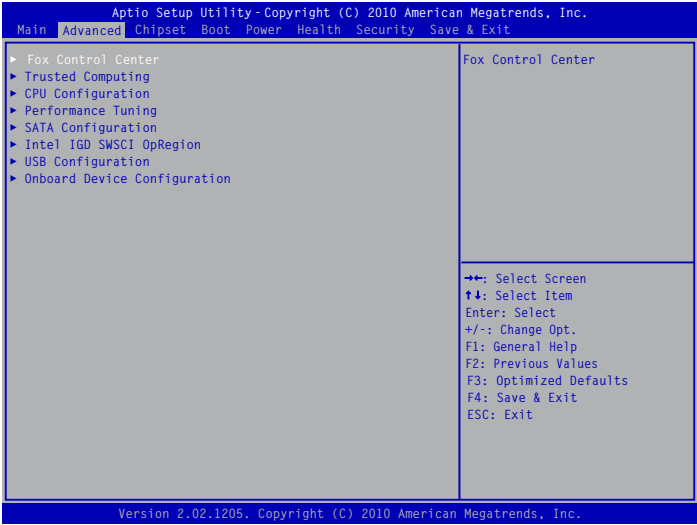 Aptio Setup Utility - Copyright (C) 2010 American Megatrends, Inc.
Main Advanced Chipset Boot Power Health Security Save & Exit
► Fox Control Center
► Trusted Computing
► CPU Configuration
► Performance Tuning
► SATA Configuration
► Intel IGD SWSCI OpRegion
► USB Configuration
► Onboard Device Configuration
Fox Control Center
→←: Select Screen
↑↓: Select Item
Enter: Select
+/-: Change Opt.
F1: General Help
F2: Previous Values
F3: Optimized Defaults
F4: Save & Exit
ESC: Exit
Version 2.02.1205. Copyright (C) 2010 American Megatrends, Inc.